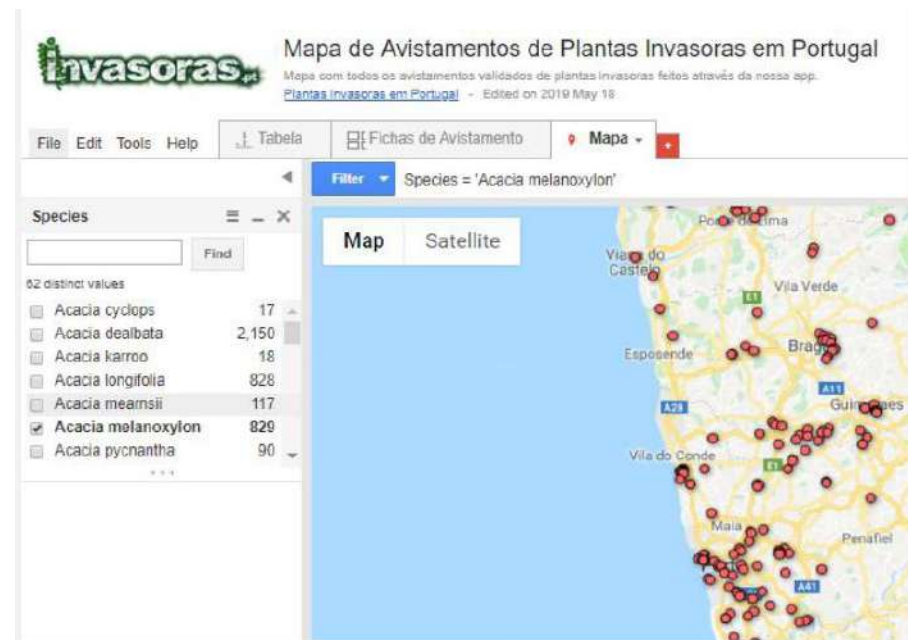 invasoras.pt
Mapa de Avistamentos de Plantas Invasoras em Portugal
Mapa com todos os avistamentos validados de plantas invasoras feitos através da nossa app.
Plantas Invasoras em Portugal - Edited on 2019 May 18
File Edit Tools Help Tabela Fichas de Avistamento Mapa +
Filter Species = 'Acacia melanoxylon'
Species
Find
62 distinct values
Acacia cyclops 17
Acacia dealbata 2,150
Acacia karroo 18
Acacia longifolia 828
Acacia mearnsii 117
Acacia melanoxylon 829
Acacia pycnantha 90
Map Satellite
Viana do
Castelo
Vila Verde
E1
Esposende
A11
A28
Vila do Conde
E1
Maia
Penafiel
A41